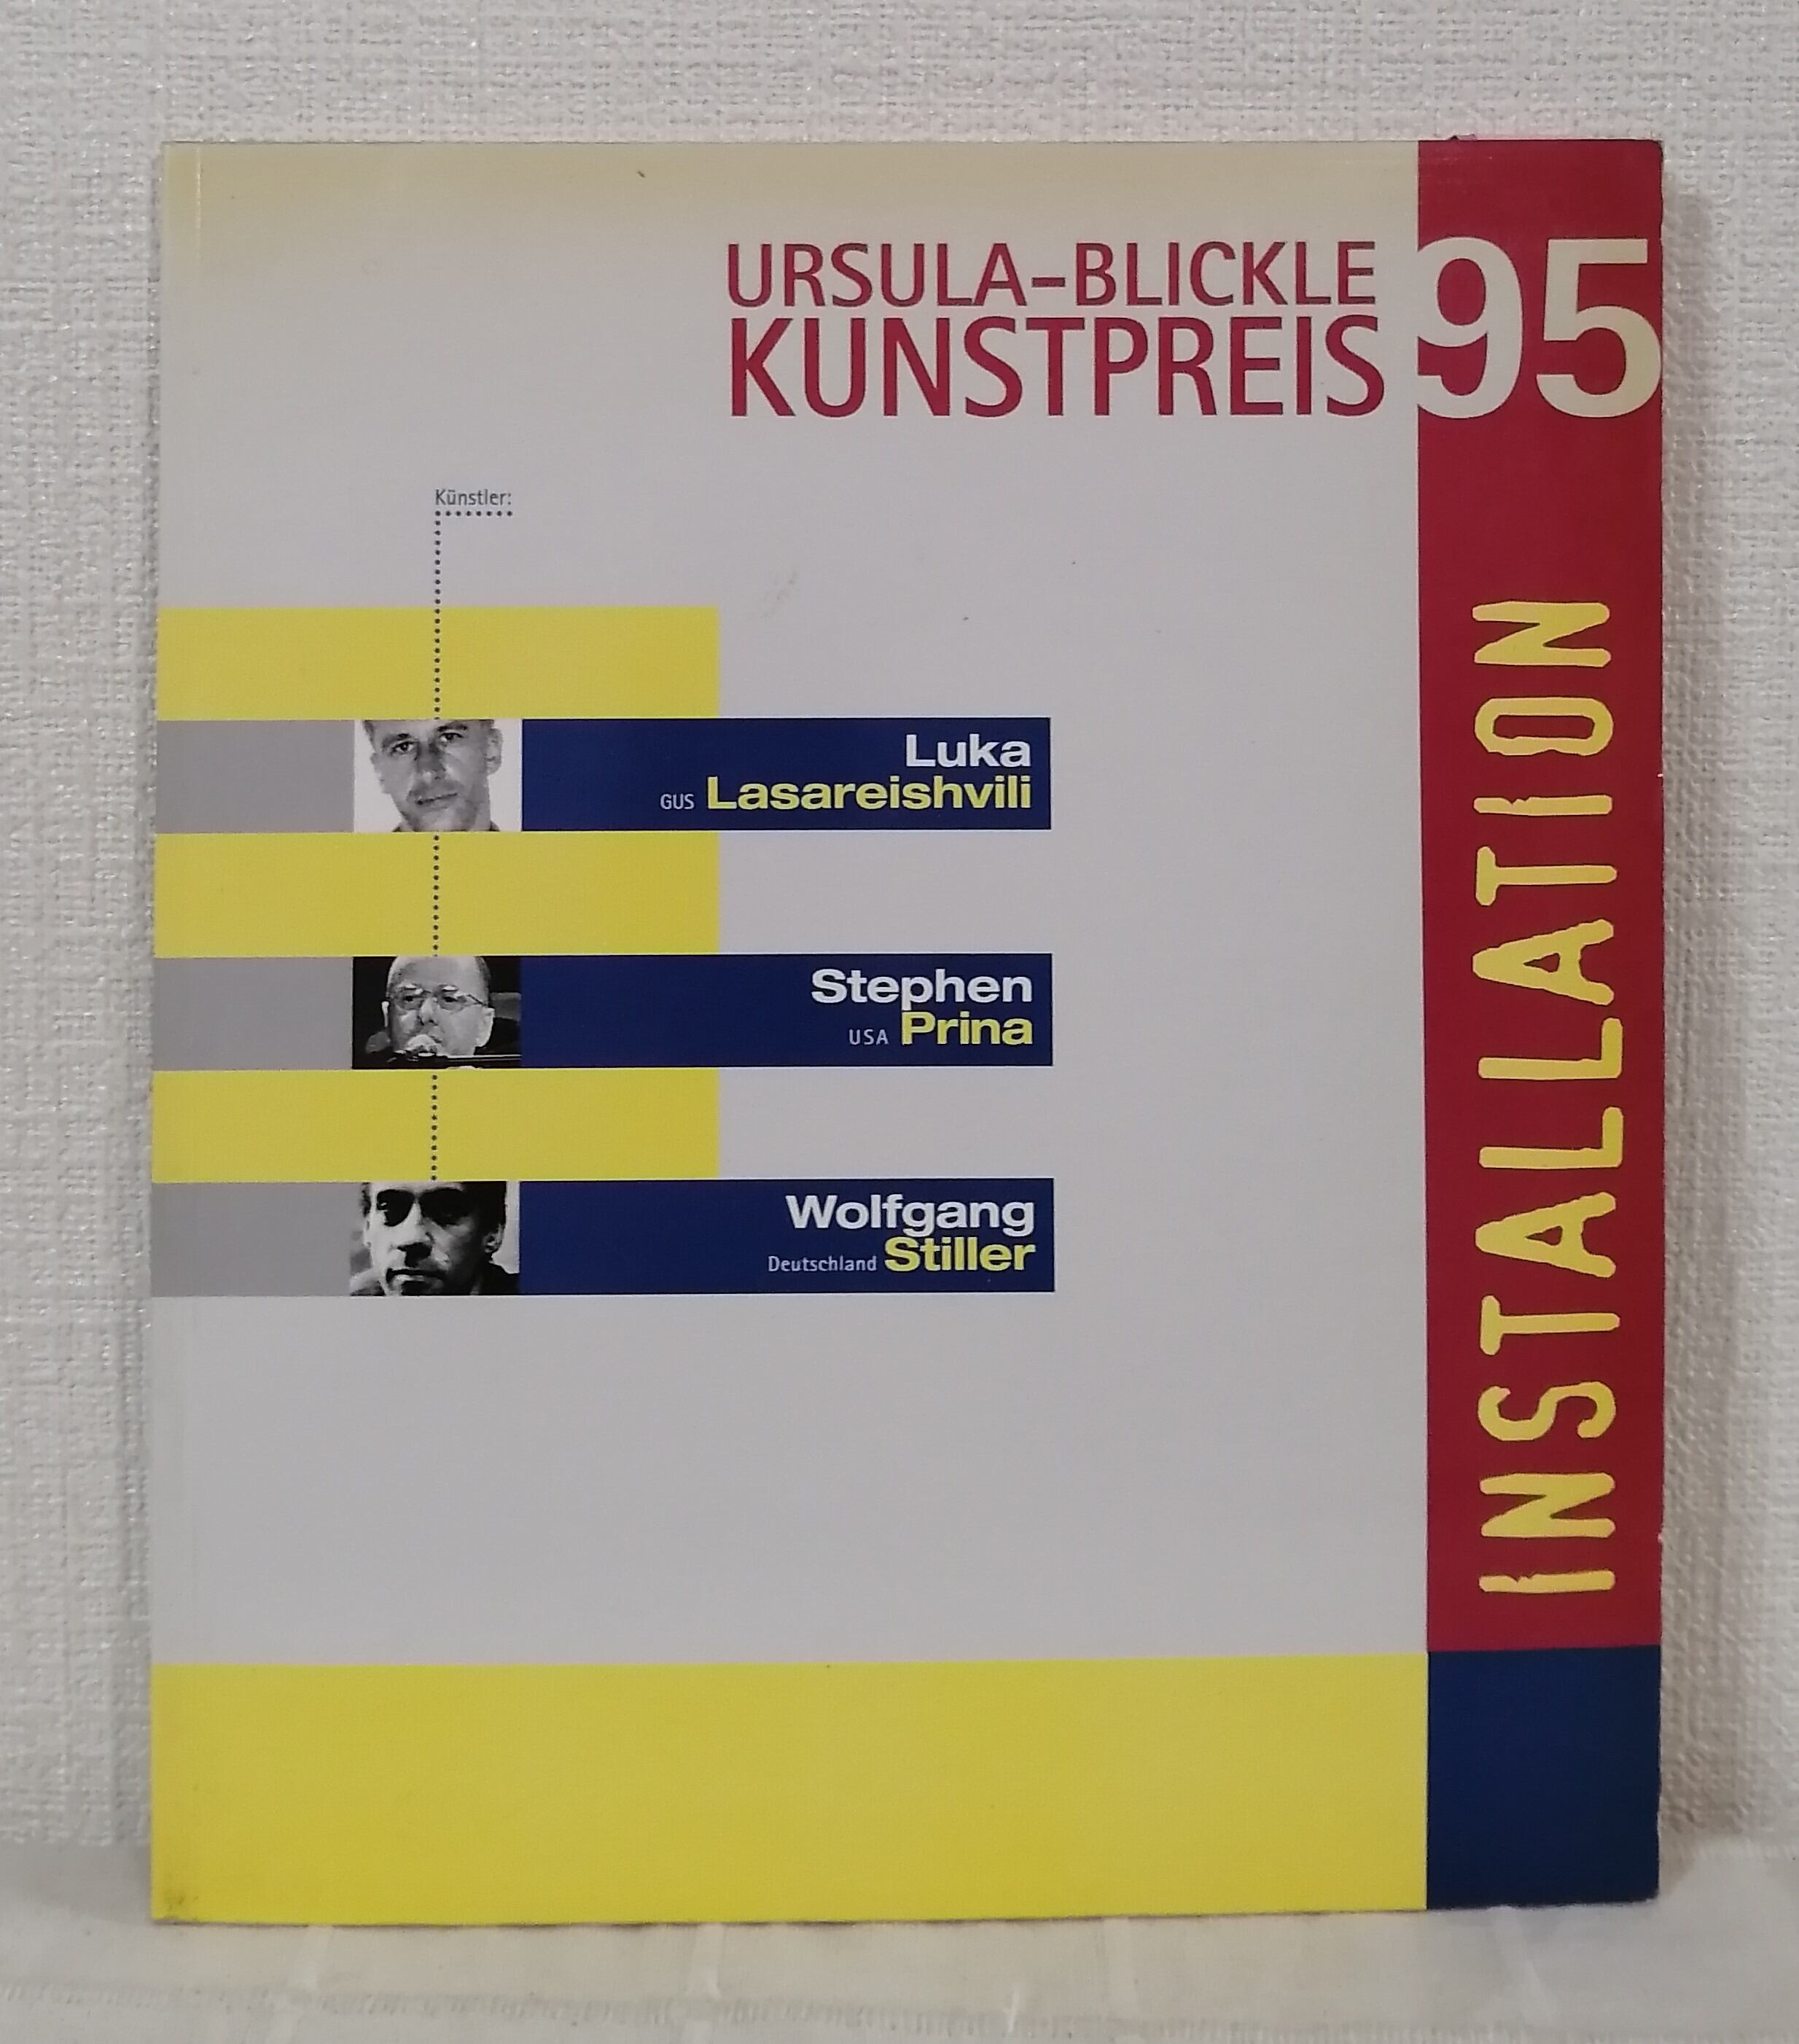 URSULA-BLICKLE
KUNSTPREIS 95
Künstler:
Luka
GUS Lasareishvili
Stephen
USA Prina
Wolfgang
Deutschland Stiller
INSTALLATION